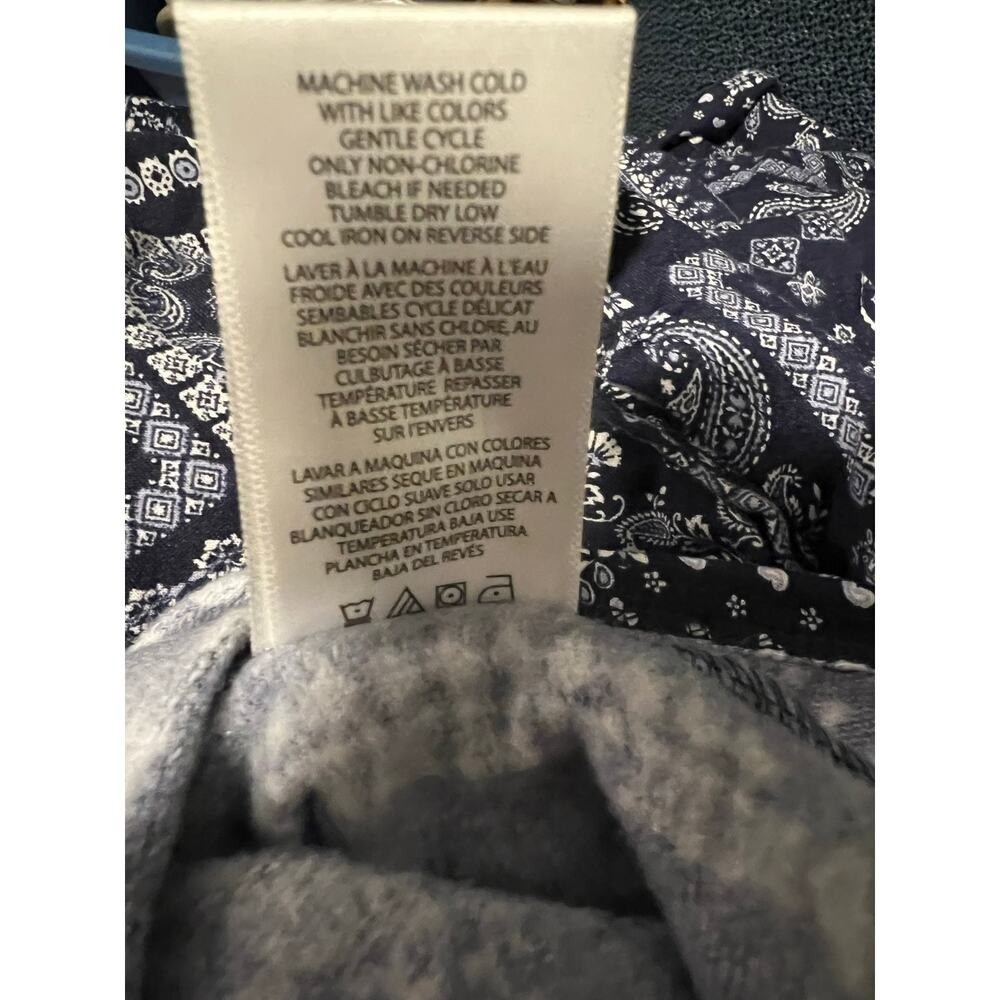 MACHINE WASH COLD
WITH LIKE COLORS
GENTLE CYCLE
ONLY NON-CHLORINE
BLEACH IF NEEDED
TUMBLE DRY LOW
COOL IRON ON REVERSE SIDE
LAVER À LA MACHINE À L'EAU
FROIDE AVEC DES COULEURS
SEMBABLES CYCLE DÉLICAT
BLANCHIR SANS CHLORE, AU
BESOIN SÉCHER PAR
CULBUTAGE À BASSE
TEMPÉRATURE REPASSER
À BASSE TEMPÉRATURE
SUR l'ENVERS
LAVAR A MAQUINA CON COLORES
SIMILARES SEQUE EN MAQUINA
CON CICLO SUAVE SOLO USAR
BLANQUEADOR SIN CLORO SECAR A
TEMPERATURA BAJA USE
PLANCHA EN TEMPERATURA
BAJA DEL REVÉS